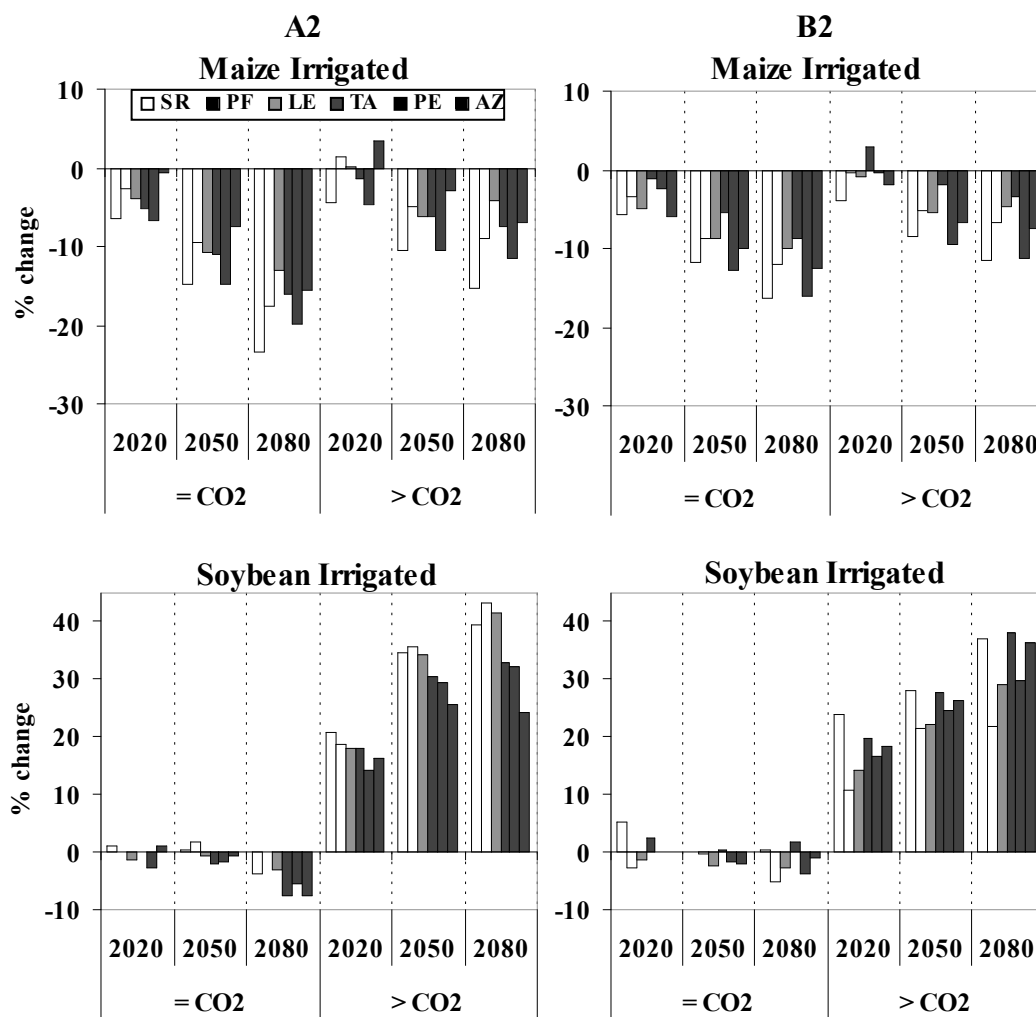 A2 B2
Maize Irrigated Maize Irrigated
SR PF LE TA PE AZ
% change
10
0
-10
-20
-30
2020 2050 2080 2020 2050 2080
= CO2 > CO2
10
0
-10
-20
-30
2020 2050 2080 2020 2050 2080
= CO2 > CO2
Soybean Irrigated Soybean Irrigated
% change
40
30
20
10
0
-10
2020 2050 2080 2020 2050 2080
= CO2 > CO2
40
30
20
10
0
-10
2020 2050 2080 2020 2050 2080
= CO2 > CO2